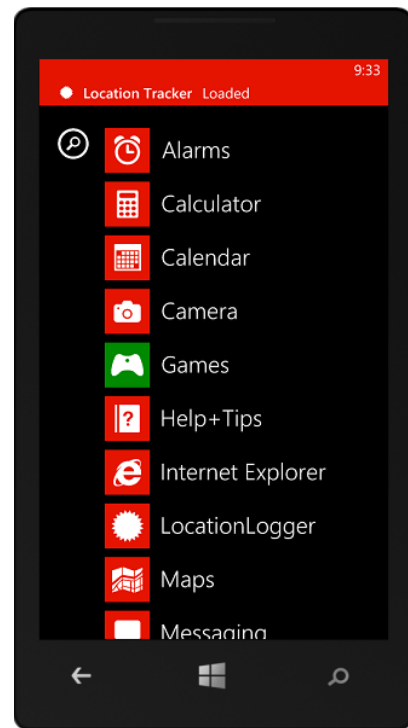 9:33
Location Tracker Loaded
Alarms
Calculator
Calendar
Camera
Games
Help+Tips
Internet Explorer
LocationLogger
Maps
Messaging